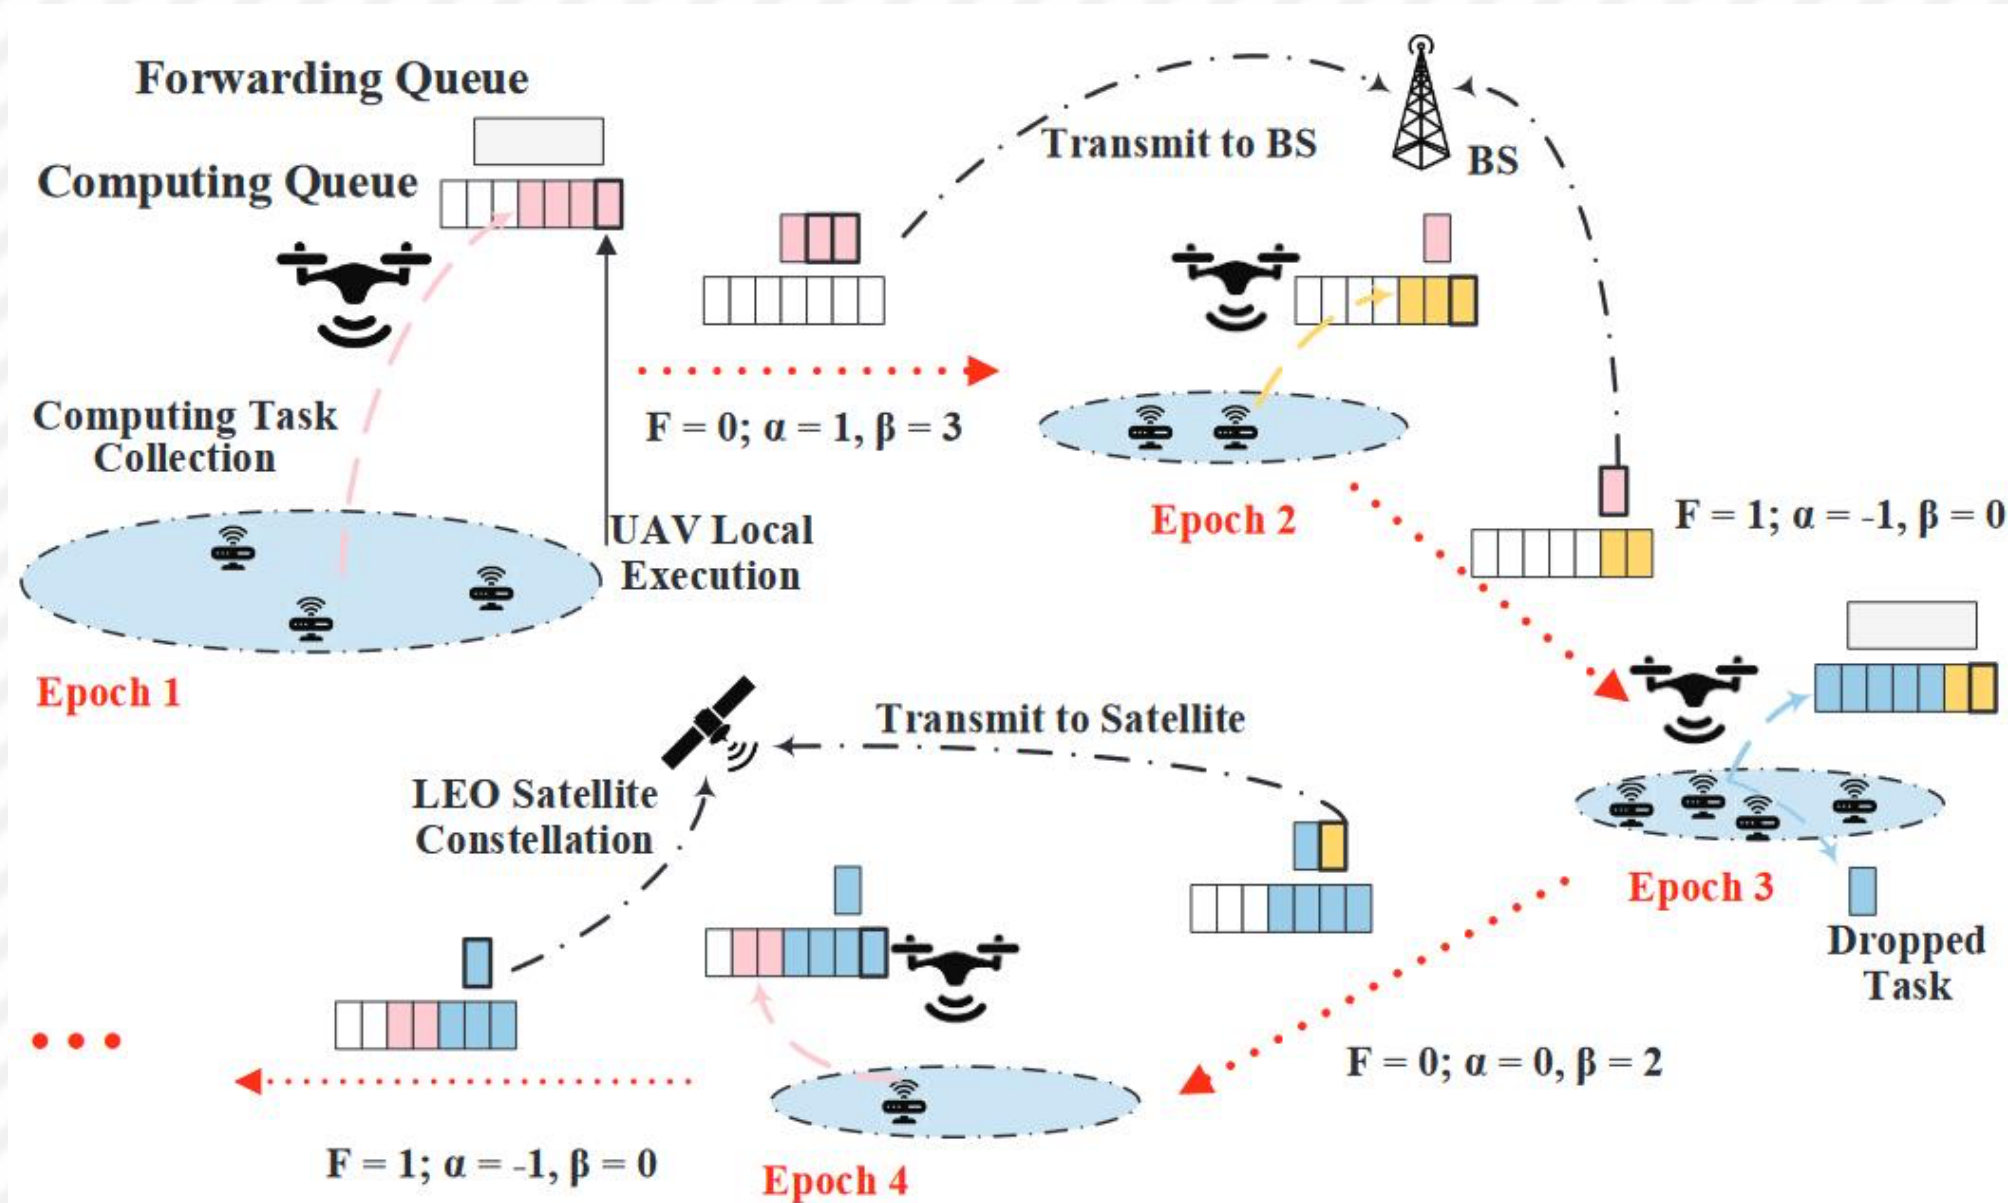 Forwarding Queue
Computing Queue
Transmit to BS
BS
Computing Task
Collection
F = 0; α = 1, β = 3
UAV Local
Execution
Epoch 2
F = 1; α = -1, β = 0
Epoch 1
Transmit to Satellite
LEO Satellite
Constellation
Epoch 3
Dropped
Task
F = 0; α = 0, β = 2
F = 1; α = -1, β = 0
Epoch 4